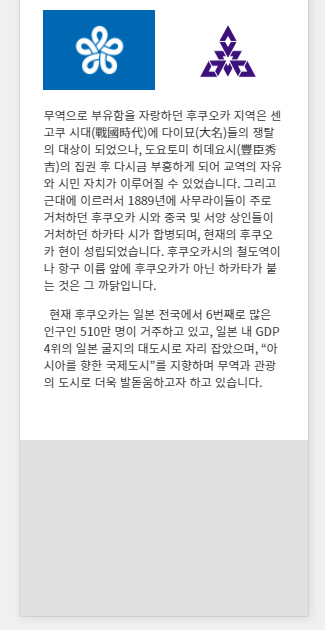 무역으로 부유함을 자랑하던 후쿠오카 지역은 센
고쿠 시대(戰國時代)에 다이묘(大名)들의 쟁탈
의 대상이 되었으나, 도요토미 히데요시(豐臣秀
吉)의 집권 후 다시금 부흥하게 되어 교역의 자유
와 시민 자치가 이루어질 수 있었습니다. 그리고
근대에 이르러서 1889년에 사무라이들이 주로
거처하던 후쿠오카 시와 중국 및 서양 상인들이
거처하던 하카타 시가 합병되며, 현재의 후쿠오
카 현이 성립되었습니다. 후쿠오카시의 철도역이
나 항구 이름 앞에 후쿠오카가 아닌 하카타가 붙
는 것은 그 까닭입니다.
현재 후쿠오카는 일본 전국에서 6번째로 많은
인구인 510만 명이 거주하고 있고, 일본 내 GDP
4위의 일본 굴지의 대도시로 자리 잡았으며, “아
시아를 향한 국제도시”를 지향하며 무역과 관광
의 도시로 더욱 발돋움하고자 하고 있습니다.